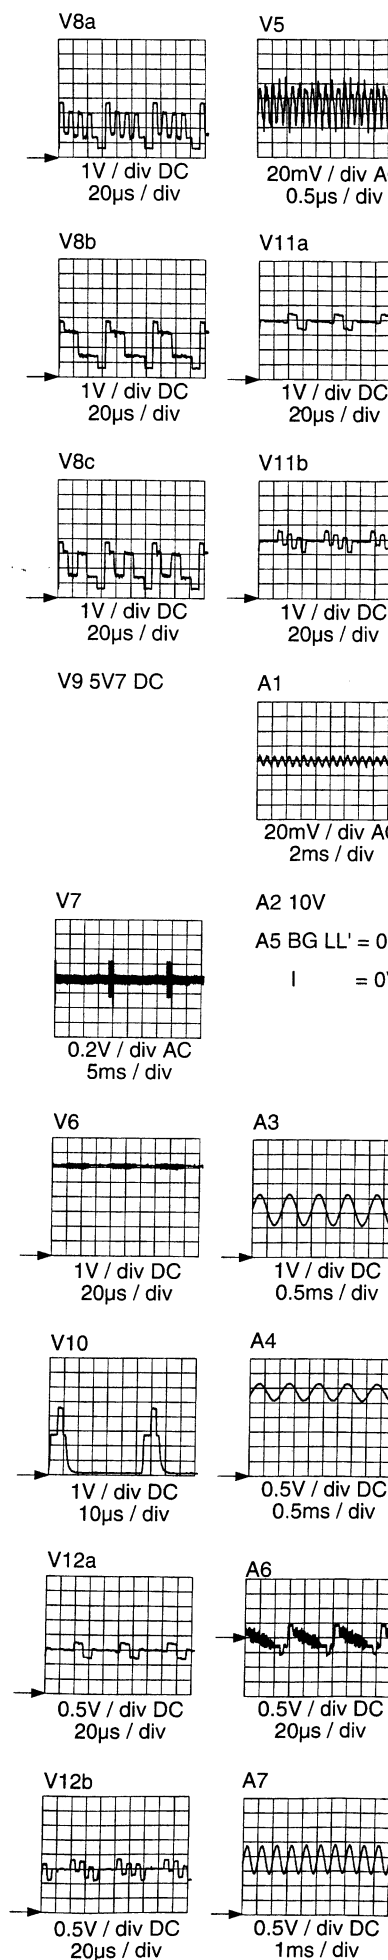 V8a
1V / div DC
20µs / div
V5
20mV / div AC
0.5µs / div
V8b
1V / div DC
20µs / div
V11a
1V / div DC
20µs / div
V8c
1V / div DC
20µs / div
V11b
1V / div DC
20µs / div
V9 5V7 DC
A1
20mV / div AC
2ms / div
V7
0.2V / div AC
5ms / div
A2 10V
A5 BG LL' = 0
I = 0V
V6
1V / div DC
20µs / div
A3
1V / div DC
0.5ms / div
V10
1V / div DC
10µs / div
A4
0.5V / div DC
0.5ms / div
V12a
0.5V / div DC
20µs / div
A6
0.5V / div DC
20µs / div
V12b
0.5V / div DC
20µs / div
A7
0.5V / div DC
1ms / div